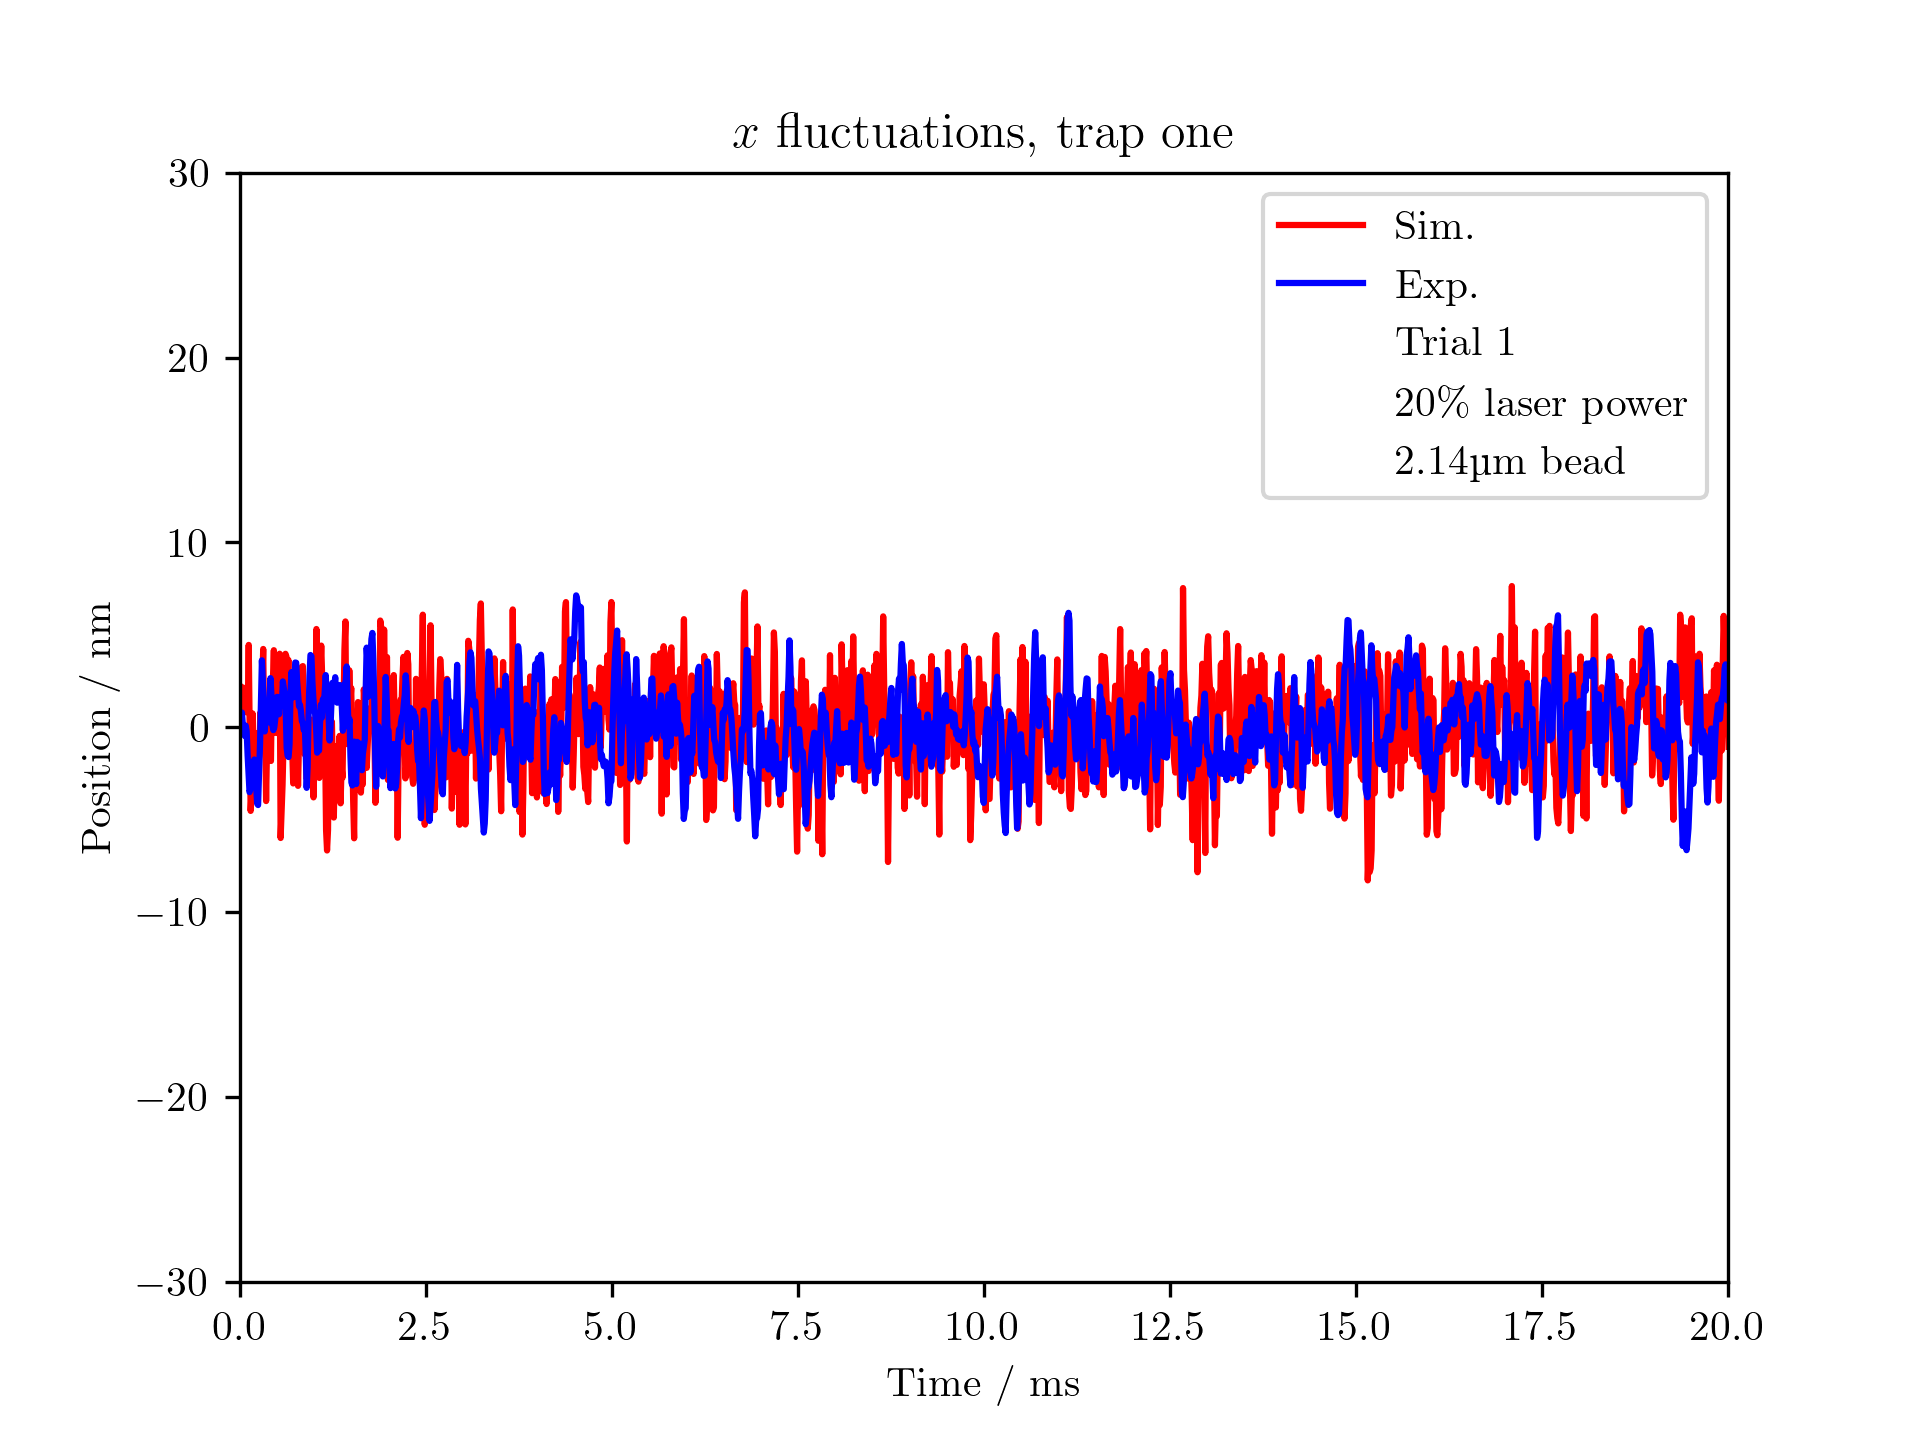 x fluctuations, trap one
30
20
10
0
−10
−20
−30
Position / nm
Sim.
Exp.
Trial 1
20% laser power
2.14µm bead
0.0 2.5 5.0 7.5 10.0 12.5 15.0 17.5 20.0
Time / ms